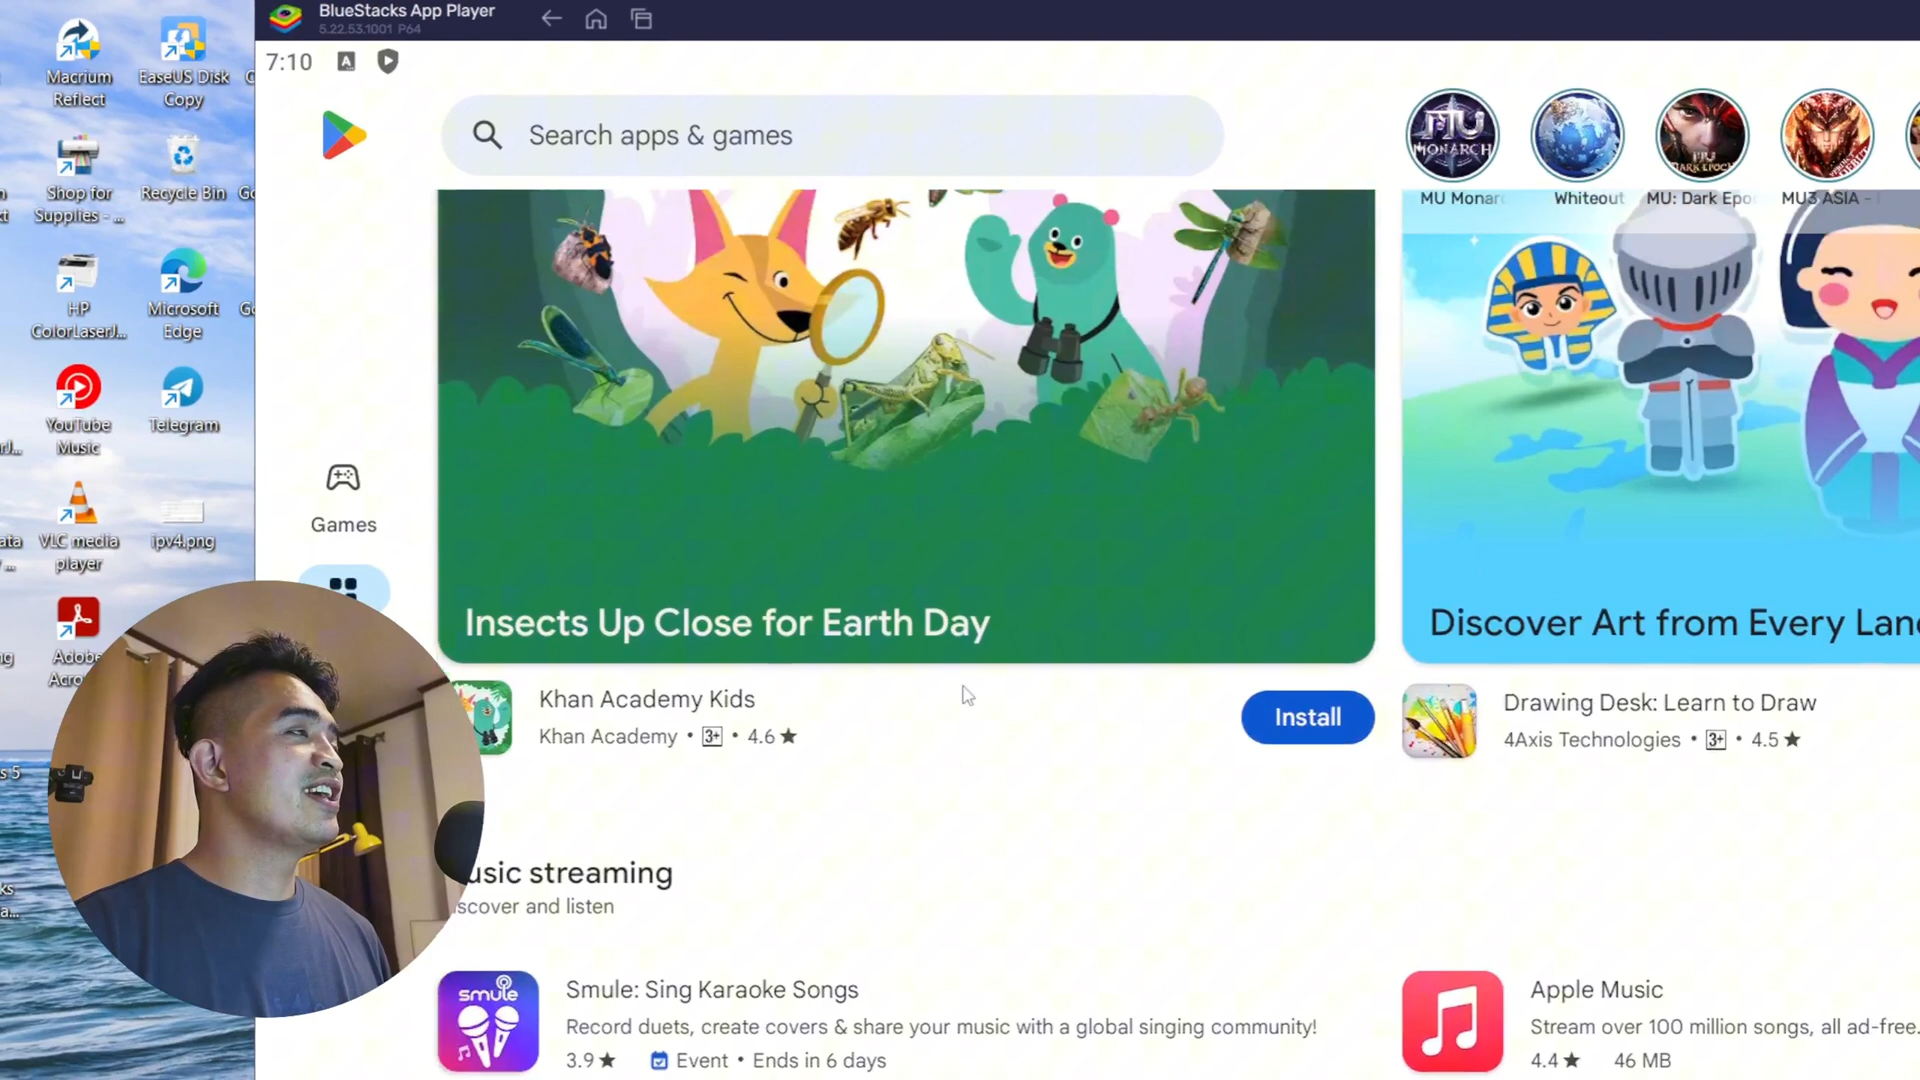 BlueStacks App Player
5.22.53.1001 P64
Macrium
Reflect
EaseUS Disk
Copy
Shop for
Supplies - ...
Recycle Bin
HP
ColorLaserJ...
Microsoft
Edge
YouTube
Music
Telegram
VLC media
player
ipv4.png
Adobe
Acro
7:10
Search apps & games
MU
MONARCH
MU Monar
Whiteout
MU: Dark Epo
MU3 ASIA -
Games
Insects Up Close for Earth Day
Discover Art from Every Lan
Khan Academy Kids
Khan Academy • 3+ • 4.6 ★
Install
Drawing Desk: Learn to Draw
4Axis Technologies • 3+ • 4.5 ★
usic streaming
scover and listen
smule
Smule: Sing Karaoke Songs
Record duets, create covers & share your music with a global singing community!
3.9 ★ Event • Ends in 6 days
Apple Music
Stream over 100 million songs, all ad-free.
4.4 ★ 46 MB